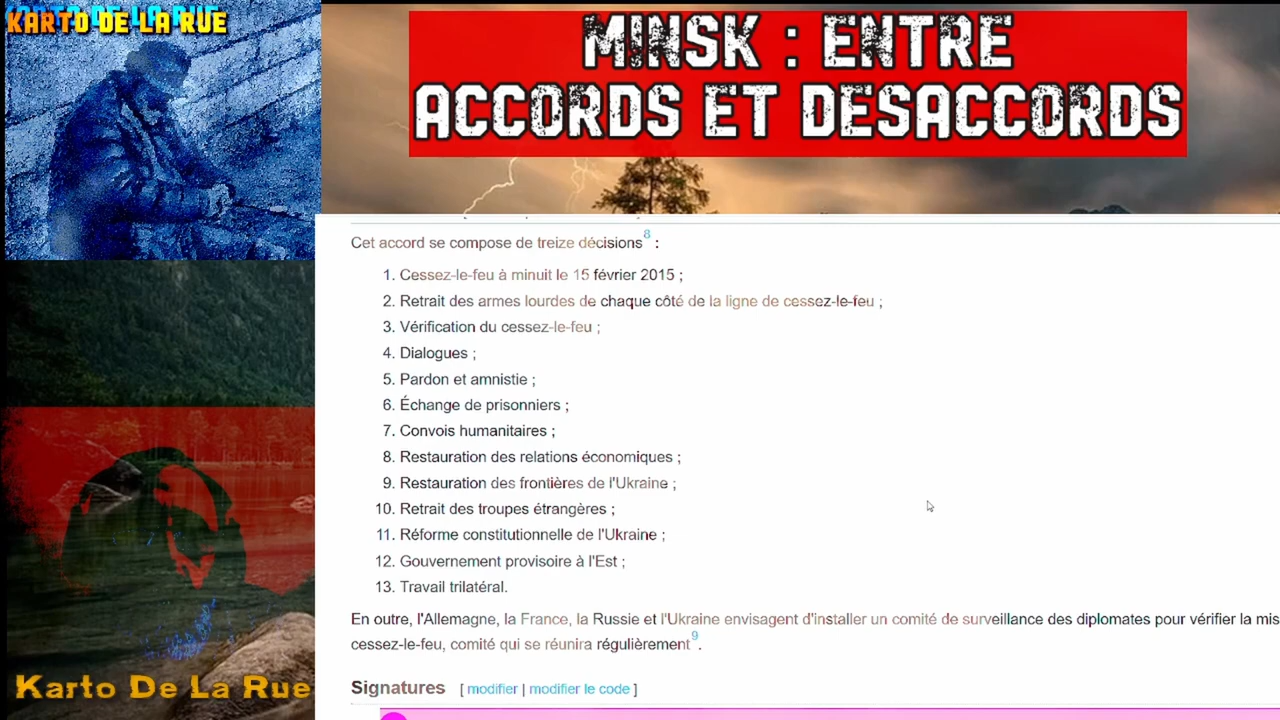 KARTO DE LA RUE
MINSK : ENTRE
ACCORDS ET DESACCORDS
Cet accord se compose de treize décisions8 :
1. Cessez-le-feu à minuit le 15 février 2015 ;
2. Retrait des armes lourdes de chaque côté de la ligne de cessez-le-feu ;
3. Vérification du cessez-le-feu ;
4. Dialogues ;
5. Pardon et amnistie ;
6. Échange de prisonniers ;
7. Convois humanitaires ;
8. Restauration des relations économiques ;
9. Restauration des frontières de l'Ukraine ;
10. Retrait des troupes étrangères ;
11. Réforme constitutionnelle de l'Ukraine ;
12. Gouvernement provisoire à l'Est ;
13. Travail trilatéral.
En outre, l'Allemagne, la France, la Russie et l'Ukraine envisagent d'installer un comité de surveillance des diplomates pour vérifier la mis
cessez-le-feu, comité qui se réunira régulièrement9.
Signatures [ modifier | modifier le code ]
Karto De La Rue